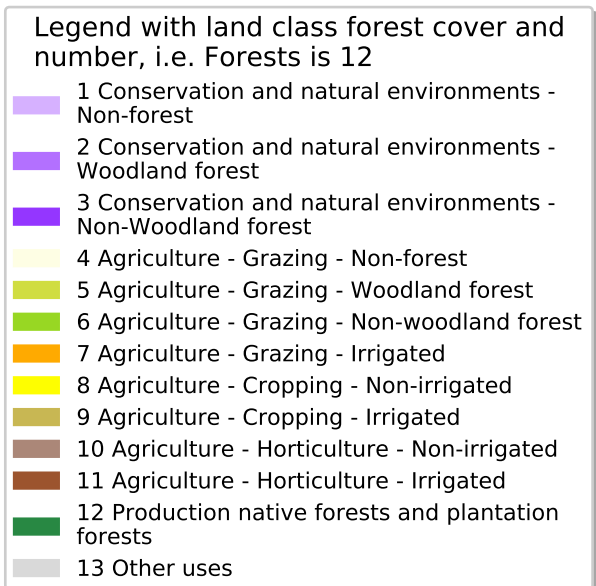 Legend with land class forest cover and
number, i.e. Forests is 12
1 Conservation and natural environments -
Non-forest
2 Conservation and natural environments -
Woodland forest
3 Conservation and natural environments -
Non-Woodland forest
4 Agriculture - Grazing - Non-forest
5 Agriculture - Grazing - Woodland forest
6 Agriculture - Grazing - Non-woodland forest
7 Agriculture - Grazing - Irrigated
8 Agriculture - Cropping - Non-irrigated
9 Agriculture - Cropping - Irrigated
10 Agriculture - Horticulture - Non-irrigated
11 Agriculture - Horticulture - Irrigated
12 Production native forests and plantation
forests
13 Other uses